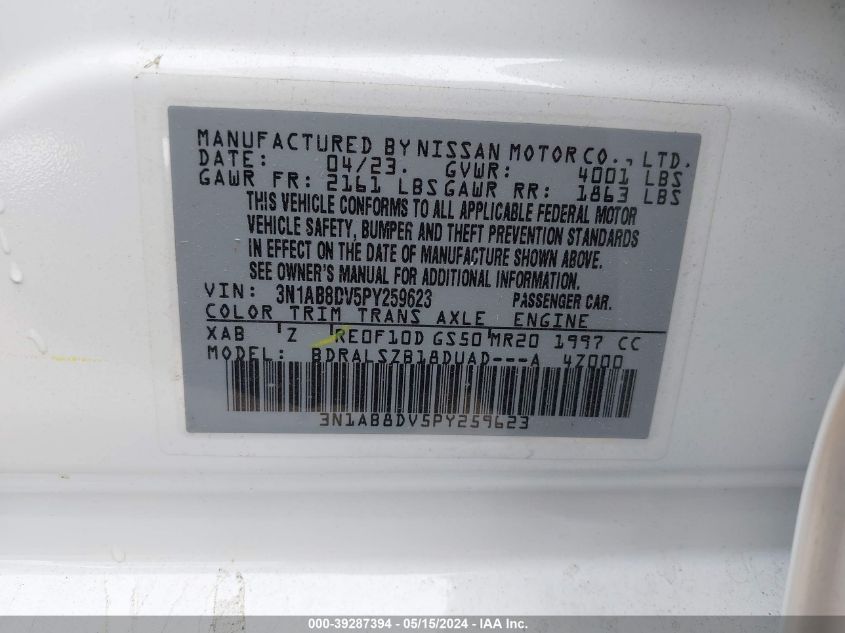 MANUFACTURED BY NISSAN MOTOR CO., LTD.
DATE: 04/23. GVWR: 4001 LBS
GAWR FR: 2161 LBS GAWR RR: 1863 LBS
THIS VEHICLE CONFORMS TO ALL APPLICABLE FEDERAL MOTOR
VEHICLE SAFETY, BUMPER AND THEFT PREVENTION STANDARDS
IN EFFECT ON THE DATE OF MANUFACTURE SHOWN ABOVE.
SEE OWNER'S MANUAL FOR ADDITIONAL INFORMATION.
VIN: 3N1AB8DV5PY259623 PASSENGER CAR.
COLOR TRIM TRANS AXLE ENGINE
XAB Z RE0F10D GS50 MR20 1997 CC
MODEL: BDRALSZB18DUAD---A 47000
3N1AB8DV5PY259623
000-39287394 - 05/15/2024 - IAA Inc.